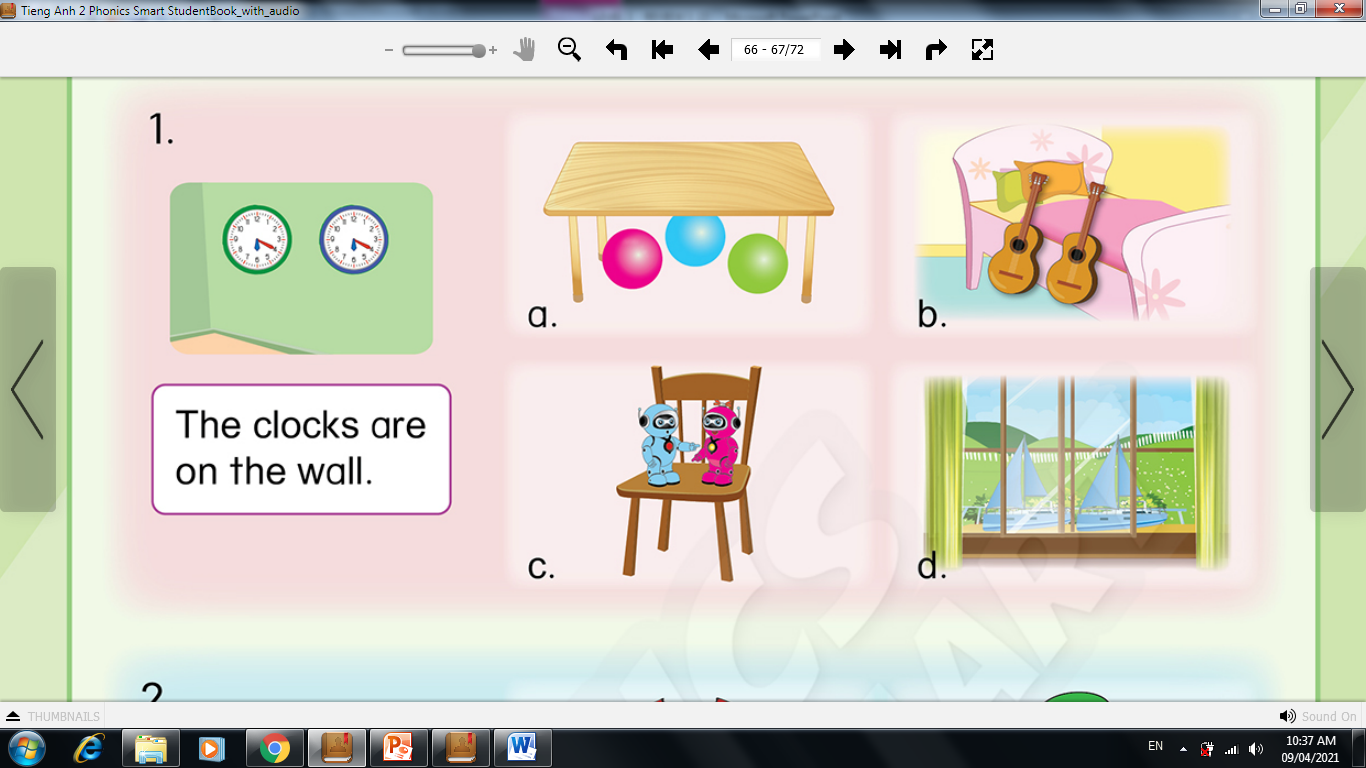 Tieng Anh 2 Phonics Smart StudentBook_with_audio
66 - 67/72
1.
The clocks are
on the wall.
a.
b.
c.
d.
2
THUMBNAILS
Sound On
EN
10:37 AM
09/04/2021